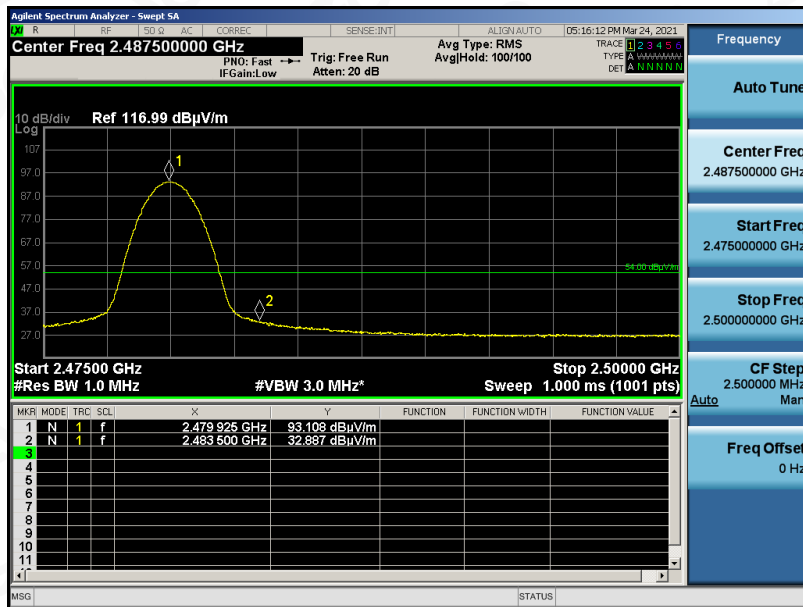 Agilent Spectrum Analyzer - Swept SA
LXI R RF 50 Ω AC CORREC SENSE:INT ALIGN AUTO 05:16:12 PM Mar 24, 2021
Center Freq 2.487500000 GHz
PNO: Fast
IFGain:Low
Trig: Free Run
Atten: 20 dB
Avg Type: RMS
Avg|Hold: 100/100
TRACE 1 2 3 4 5 6
TYPE A WWWWW
DET A N N N N N
10 dB/div Ref 116.99 dBµV/m
Log
107
97.0
87.0
77.0
67.0
57.0
47.0
37.0
27.0
1
2
54.00 dBµV/m
Start 2.47500 GHz Stop 2.50000 GHz
#Res BW 1.0 MHz #VBW 3.0 MHz* Sweep 1.000 ms (1001 pts)
MKR MODE TRC SCL X Y FUNCTION FUNCTION WIDTH FUNCTION VALUE
1 N 1 f 2.479 925 GHz 93.108 dBµV/m
2 N 1 f 2.483 500 GHz 32.887 dBµV/m
3
4
5
6
7
8
9
10
11
MSG STATUS
Frequency
Auto Tune
Center Freq
2.487500000 GHz
Start Freq
2.475000000 GHz
Stop Freq
2.500000000 GHz
CF Step
2.500000 MHz
Auto Man
Freq Offset
0 Hz